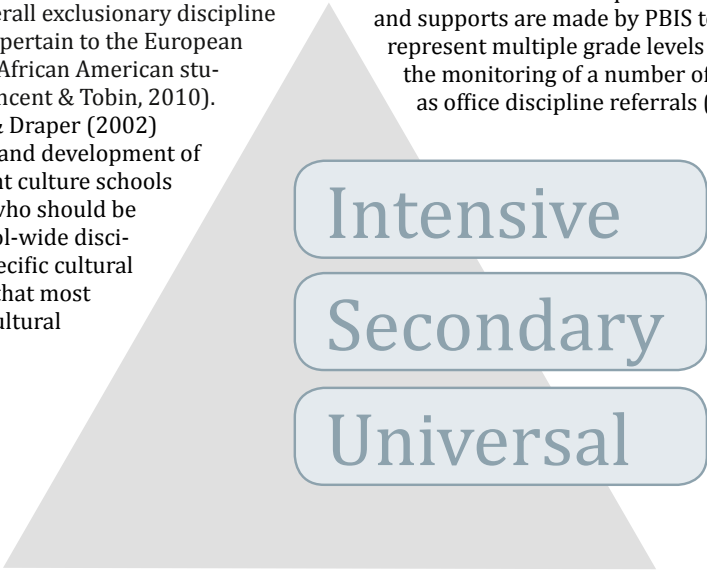 erall exclusionary discipline
pertain to the European
African American stu-
ncent & Tobin, 2010).
& Draper (2002)
and development of
nt culture schools
who should be
ol-wide disci-
ecific cultural
that most
ultural
and supports are made by PBIS t
represent multiple grade levels
the monitoring of a number of
as office discipline referrals (
Intensive
Secondary
Universal